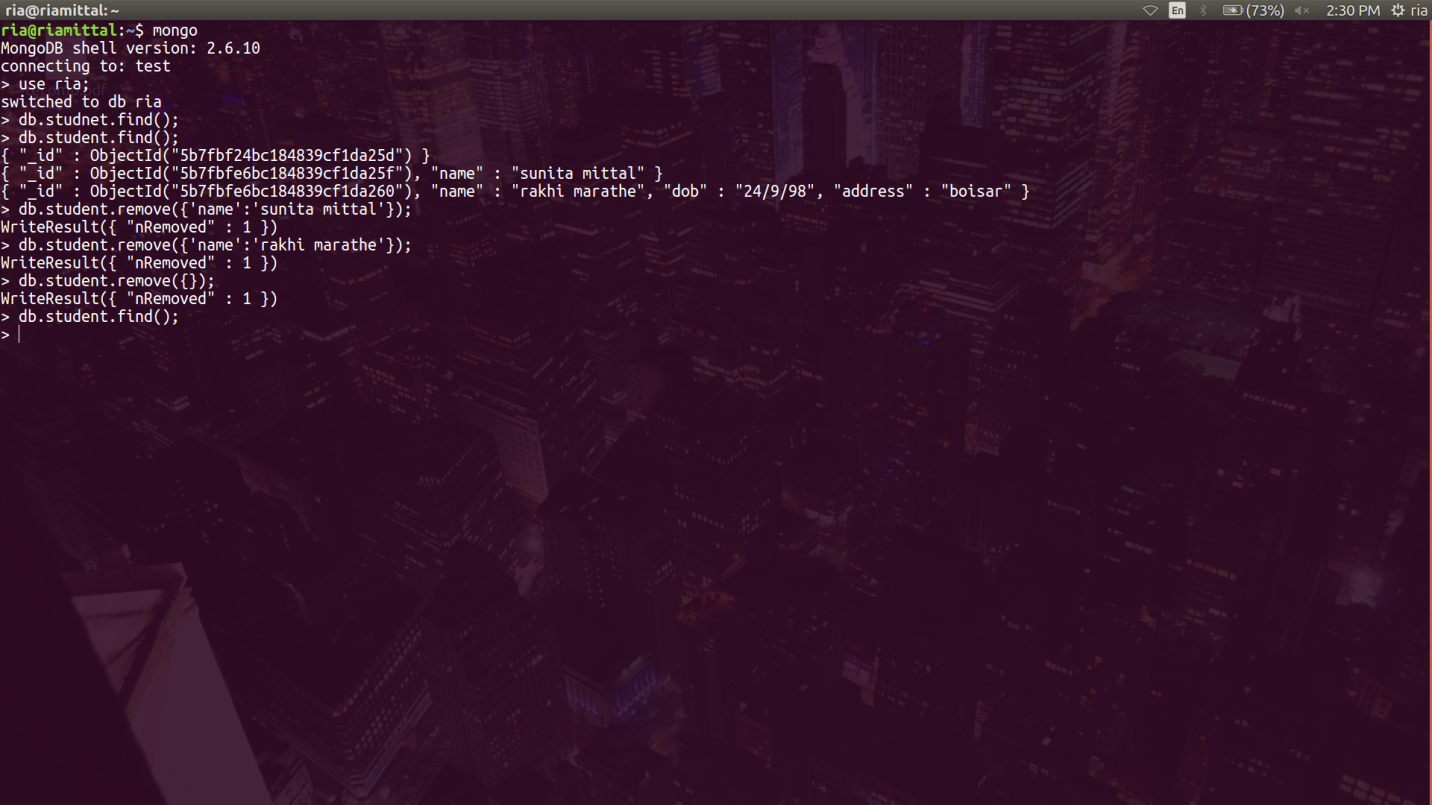 ria@riamittal: ~
En (73%) 2:30 PM ria
ria@riamittal:~$ mongo
MongoDB shell version: 2.6.10
connecting to: test
> use ria;
switched to db ria
> db.studnet.find();
> db.student.find();
{ "_id" : ObjectId("5b7fbf24bc184839cf1da25d") }
{ "_id" : ObjectId("5b7fbfe6bc184839cf1da25f"), "name" : "sunita mittal" }
{ "_id" : ObjectId("5b7fbfe6bc184839cf1da260"), "name" : "rakhi marathe", "dob" : "24/9/98", "address" : "boisar" }
> db.student.remove({'name':'sunita mittal'});
WriteResult({ "nRemoved" : 1 })
> db.student.remove({'name':'rakhi marathe'});
WriteResult({ "nRemoved" : 1 })
> db.student.remove({});
WriteResult({ "nRemoved" : 1 })
> db.student.find();
>